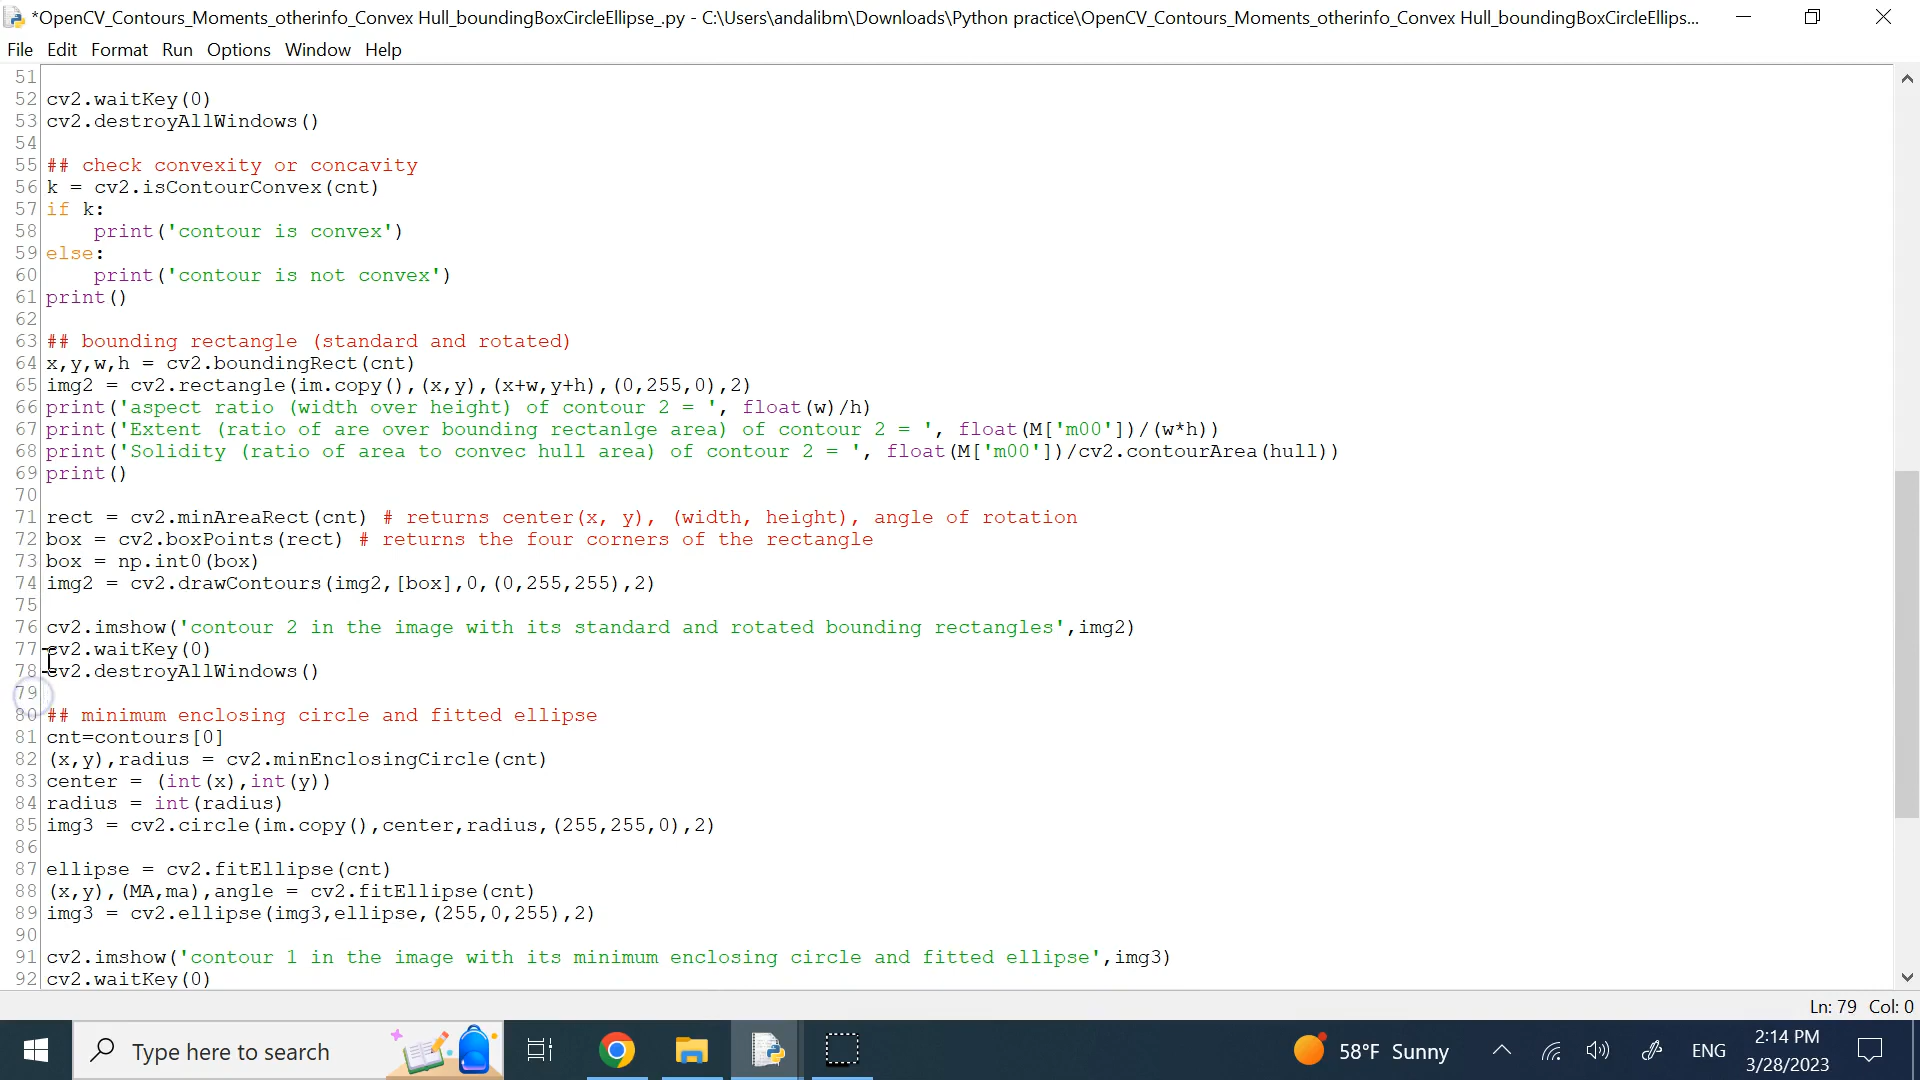 *OpenCV_Contours_Moments_otherinfo_Convex Hull_boundingBoxCircleEllipse_.py - C:\Users\andalibm\Downloads\Python practice\OpenCV_Contours_Moments_otherinfo_Convex Hull_boundingBoxCircleEllips...
File Edit Format Run Options Window Help
51
52 cv2.waitKey(0)
53 cv2.destroyAllWindows()
54
55 ## check convexity or concavity
56 k = cv2.isContourConvex(cnt)
57 if k:
58     print('contour is convex')
59 else:
60     print('contour is not convex')
61 print()
62
63 ## bounding rectangle (standard and rotated)
64 x,y,w,h = cv2.boundingRect(cnt)
65 img2 = cv2.rectangle(im.copy(),(x,y),(x+w,y+h),(0,255,0),2)
66 print('aspect ratio (width over height) of contour 2 = ', float(w)/h)
67 print('Extent (ratio of are over bounding rectanlge area) of contour 2 = ', float(M['m00'])/(w*h))
68 print('Solidity (ratio of area to convec hull area) of contour 2 = ', float(M['m00'])/cv2.contourArea(hull))
69 print()
70
71 rect = cv2.minAreaRect(cnt) # returns center(x, y), (width, height), angle of rotation
72 box = cv2.boxPoints(rect) # returns the four corners of the rectangle
73 box = np.int0(box)
74 img2 = cv2.drawContours(img2,[box],0,(0,255,255),2)
75
76 cv2.imshow('contour 2 in the image with its standard and rotated bounding rectangles',img2)
77 cv2.waitKey(0)
78 cv2.destroyAllWindows()
79
80 ## minimum enclosing circle and fitted ellipse
81 cnt=contours[0]
82 (x,y),radius = cv2.minEnclosingCircle(cnt)
83 center = (int(x),int(y))
84 radius = int(radius)
85 img3 = cv2.circle(im.copy(),center,radius,(255,255,0),2)
86
87 ellipse = cv2.fitEllipse(cnt)
88 (x,y),(MA,ma),angle = cv2.fitEllipse(cnt)
89 img3 = cv2.ellipse(img3,ellipse,(255,0,255),2)
90
91 cv2.imshow('contour 1 in the image with its minimum enclosing circle and fitted ellipse',img3)
92 cv2.waitKey(0)
Ln: 79 Col: 0
Type here to search
58°F Sunny
ENG
2:14 PM
3/28/2023